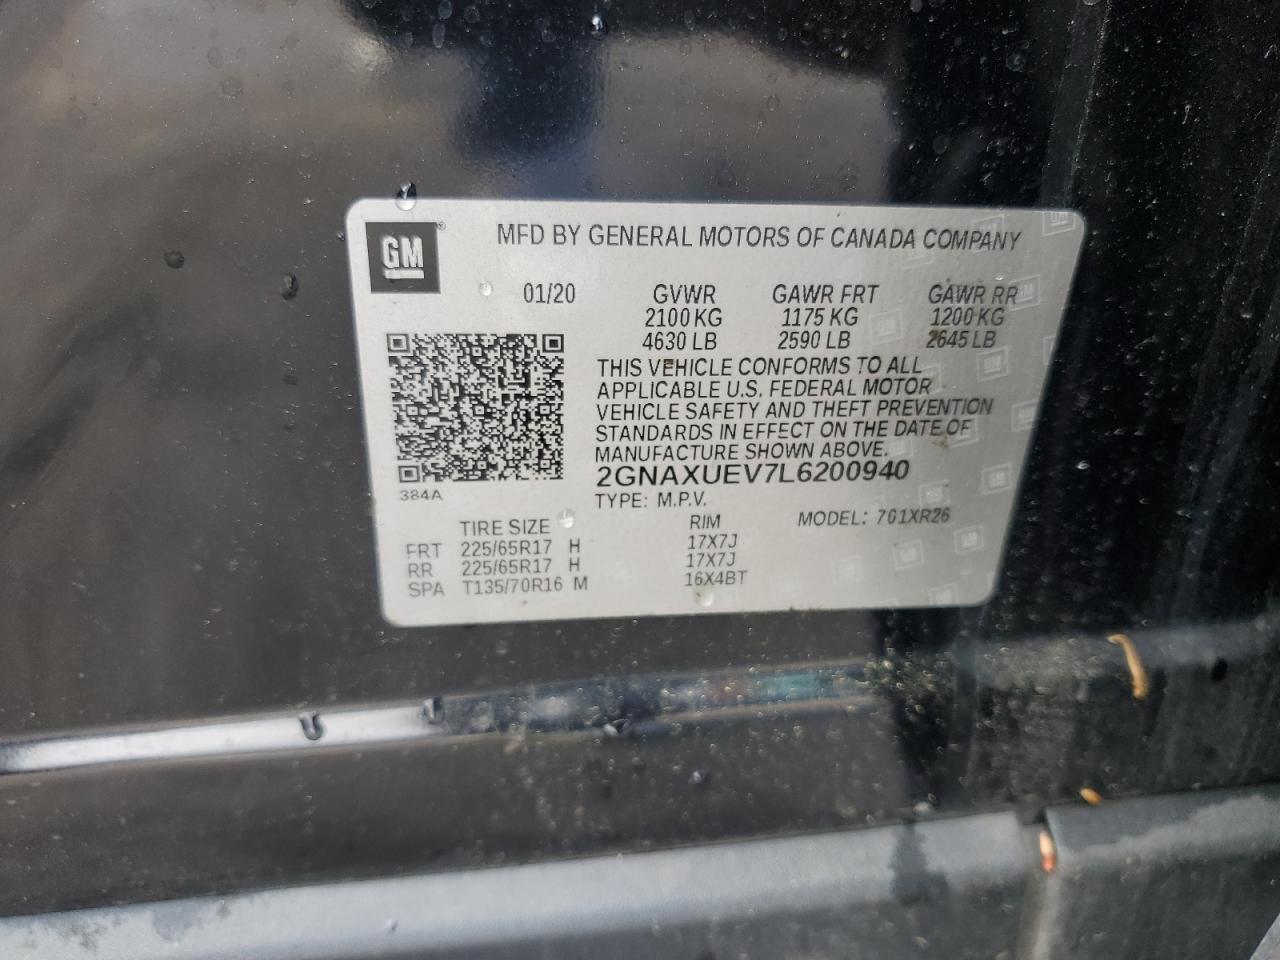 GM
MFD BY GENERAL MOTORS OF CANADA COMPANY
01/20 GVWR GAWR FRT GAWR RR
2100 KG 1175 KG 1200 KG
4630 LB 2590 LB 2645 LB
THIS VEHICLE CONFORMS TO ALL
APPLICABLE U.S. FEDERAL MOTOR
VEHICLE SAFETY AND THEFT PREVENTION
STANDARDS IN EFFECT ON THE DATE OF
MANUFACTURE SHOWN ABOVE.
2GNAXUEV7L6200940
384A
TYPE: M.P.V.
TIRE SIZE RIM MODEL: 701XR26
FRT 225/65R17 H 17X7J
RR 225/65R17 H 17X7J
SPA T135/70R16 M 16X4BT